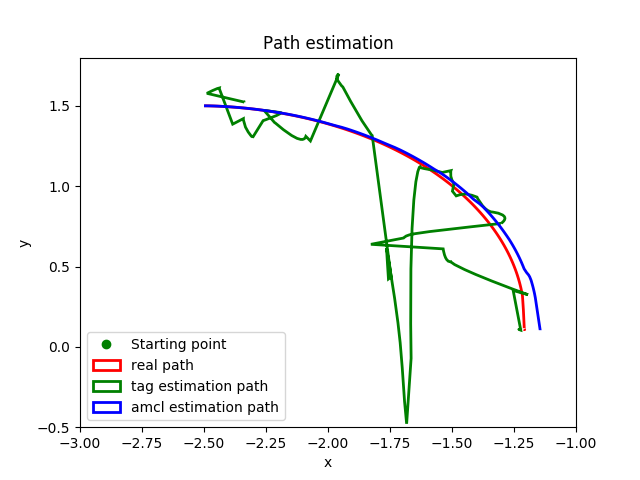 Path estimation
y
1.5
1.0
0.5
0.0
−0.5
Starting point
real path
tag estimation path
amcl estimation path
−3.00 −2.75 −2.50 −2.25 −2.00 −1.75 −1.50 −1.25 −1.00
x